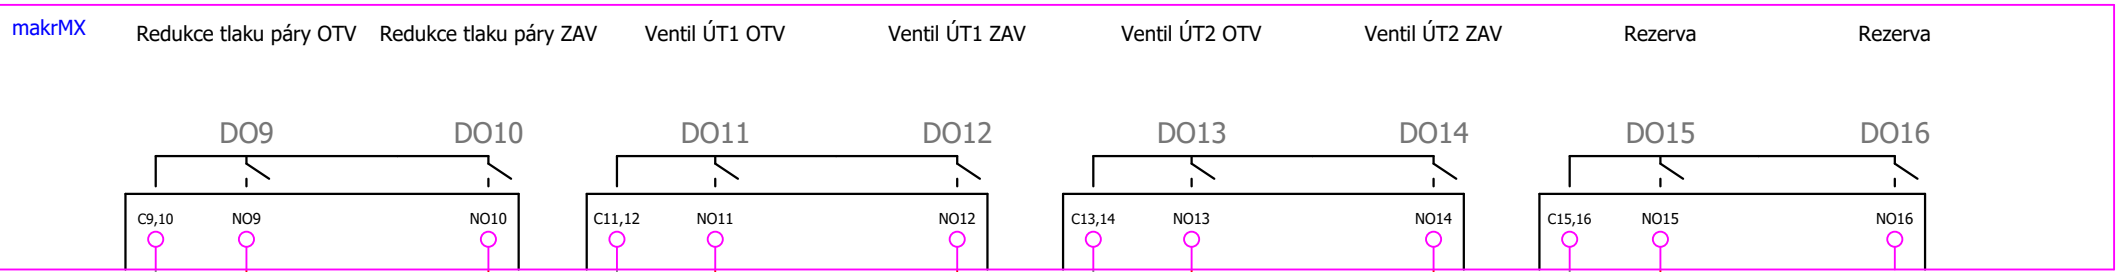 makrMX
Redukce tlaku páry OTV Redukce tlaku páry ZAV Ventil ÚT1 OTV Ventil ÚT1 ZAV Ventil ÚT2 OTV Ventil ÚT2 ZAV Rezerva Rezerva
DO9 DO10 DO11 DO12 DO13 DO14 DO15 DO16
C9,10 NO9 NO10 C11,12 NO11 NO12 C13,14 NO13 NO14 C15,16 NO15 NO16